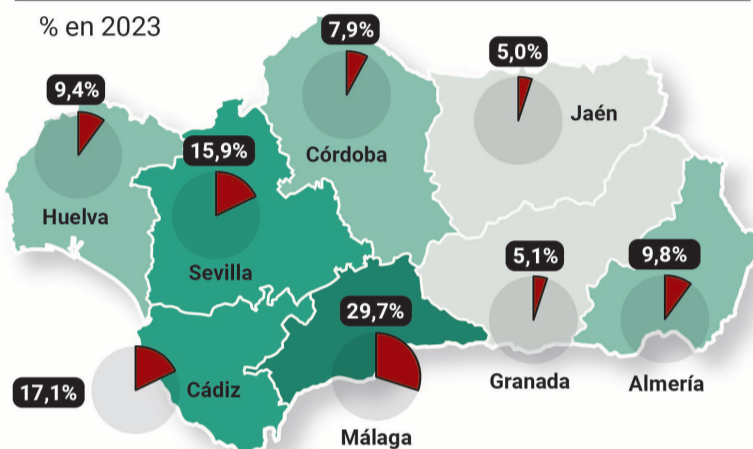 % en 2023
7,9%
Córdoba
5,0%
Jaén
9,4%
Huelva
15,9%
Sevilla
5,1%
Granada
9,8%
Almería
29,7%
Málaga
17,1%
Cádiz